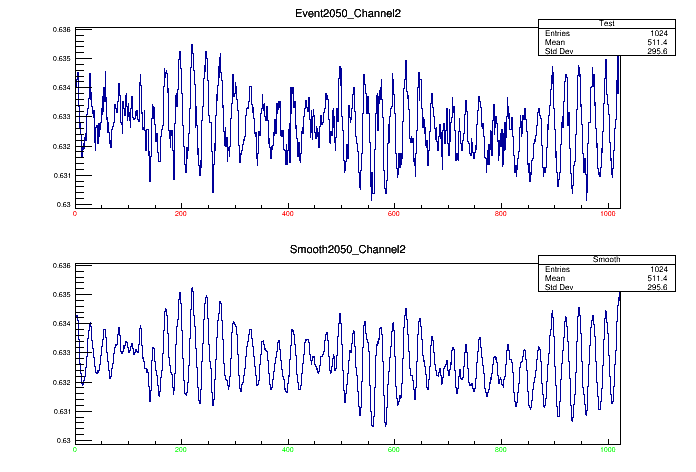 Event2050_Channel2
Test
Entries 1024
Mean 511.4
Std Dev 295.6
0.636
0.635
0.634
0.633
0.632
0.631
0.63
0 200 400 600 800 1000
Smooth2050_Channel2
Smooth
Entries 1024
Mean 511.4
Std Dev 295.6
0.636
0.635
0.634
0.633
0.632
0.631
0.63
0 200 400 600 800 1000